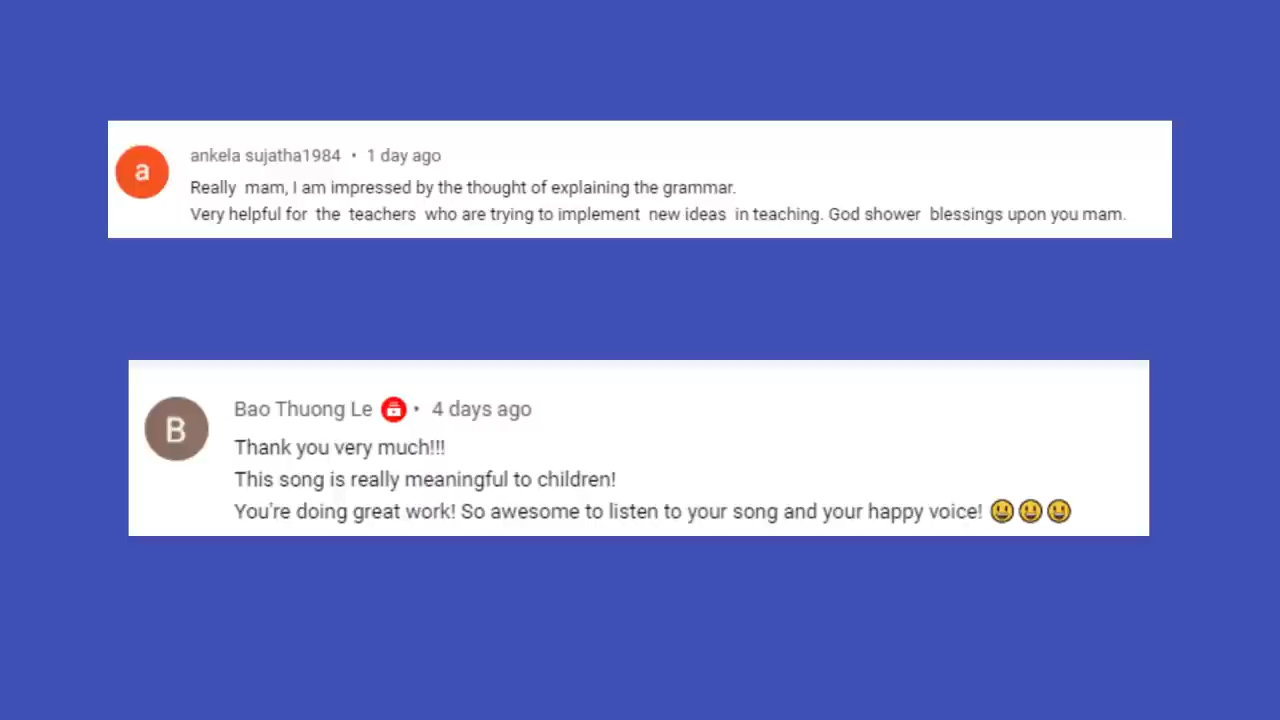 a
ankela sujatha1984 • 1 day ago
Really mam, I am impressed by the thought of explaining the grammar.
Very helpful for the teachers who are trying to implement new ideas in teaching. God shower blessings upon you mam.
B
Bao Thuong Le • 4 days ago
Thank you very much!!!
This song is really meaningful to children!
You're doing great work! So awesome to listen to your song and your happy voice! 😃😃😃